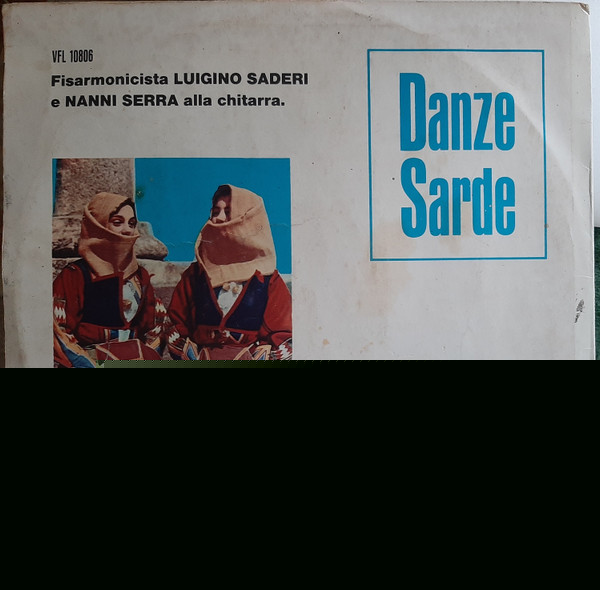 VFL 10806
Fisarmonicista LUIGINO SADERI
e NANNI SERRA alla chitarra.
Danze
Sarde